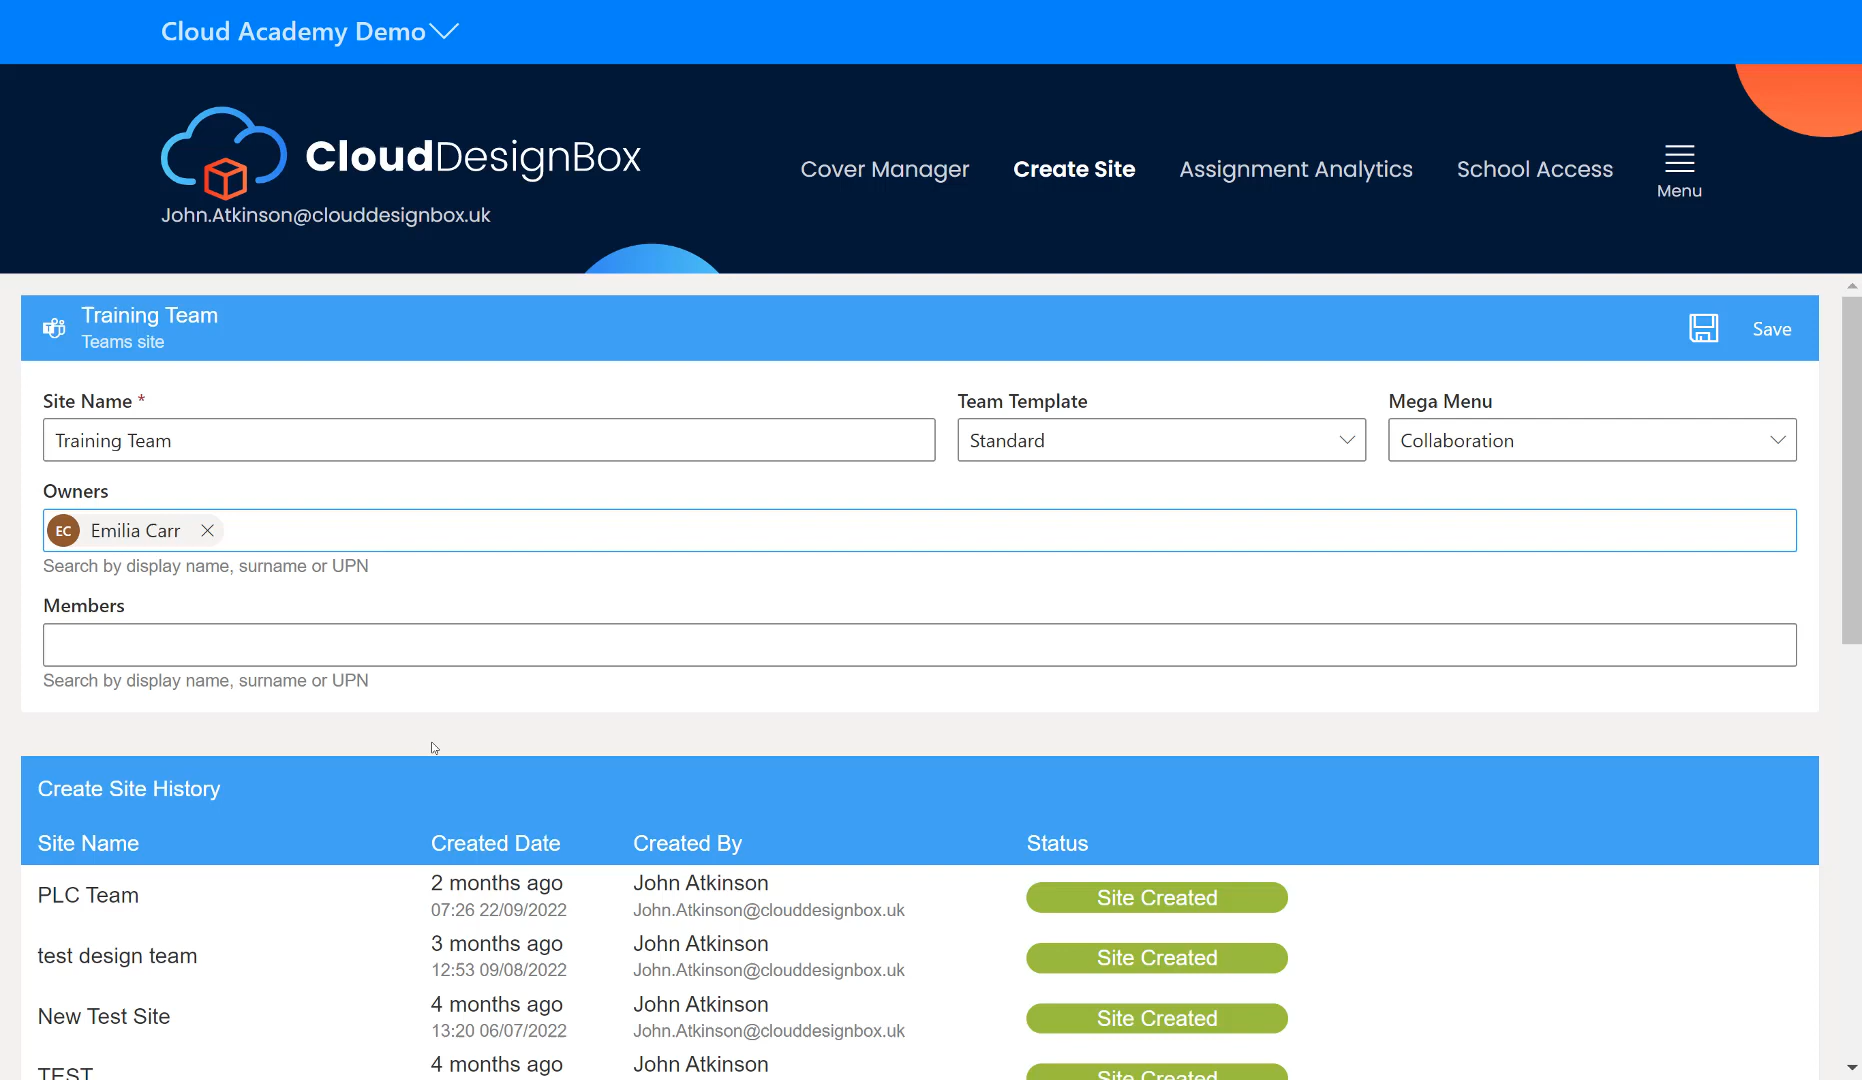 Cloud Academy Demo
CloudDesignBox
John.Atkinson@clouddesignbox.uk
Cover Manager
Create Site
Assignment Analytics
School Access
Menu
Training Team
Teams site
Save
Site Name *
Team Template
Mega Menu
Training Team
Standard
Collaboration
Owners
EC Emilia Carr
Search by display name, surname or UPN
Members
Search by display name, surname or UPN
Create Site History
Site Name Created Date Created By Status
PLC Team
2 months ago
07:26 22/09/2022
John Atkinson
John.Atkinson@clouddesignbox.uk
Site Created
test design team
3 months ago
12:53 09/08/2022
John Atkinson
John.Atkinson@clouddesignbox.uk
Site Created
New Test Site
4 months ago
13:20 06/07/2022
John Atkinson
John.Atkinson@clouddesignbox.uk
Site Created
TEST
4 months ago
John Atkinson
Site Created